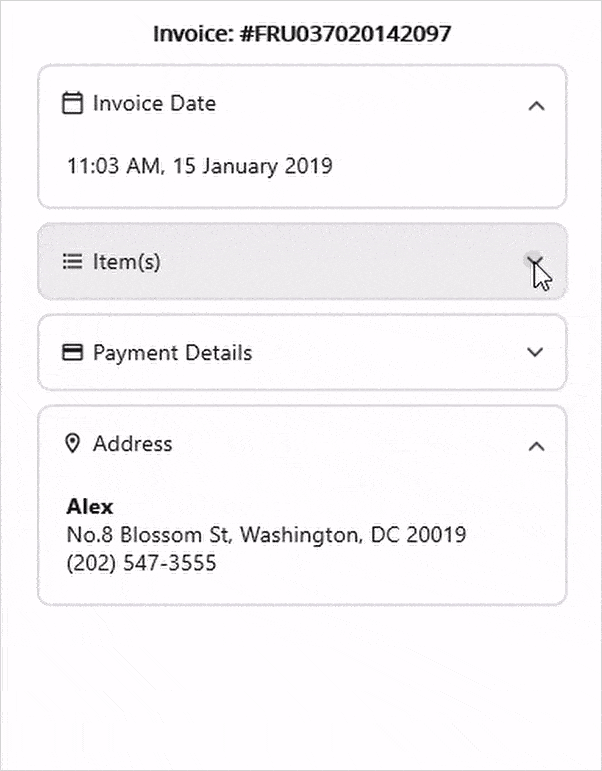 Invoice: #FRU037020142097
Invoice Date
11:03 AM, 15 January 2019
Item(s)
Payment Details
Address
Alex
No.8 Blossom St, Washington, DC 20019
(202) 547-3555